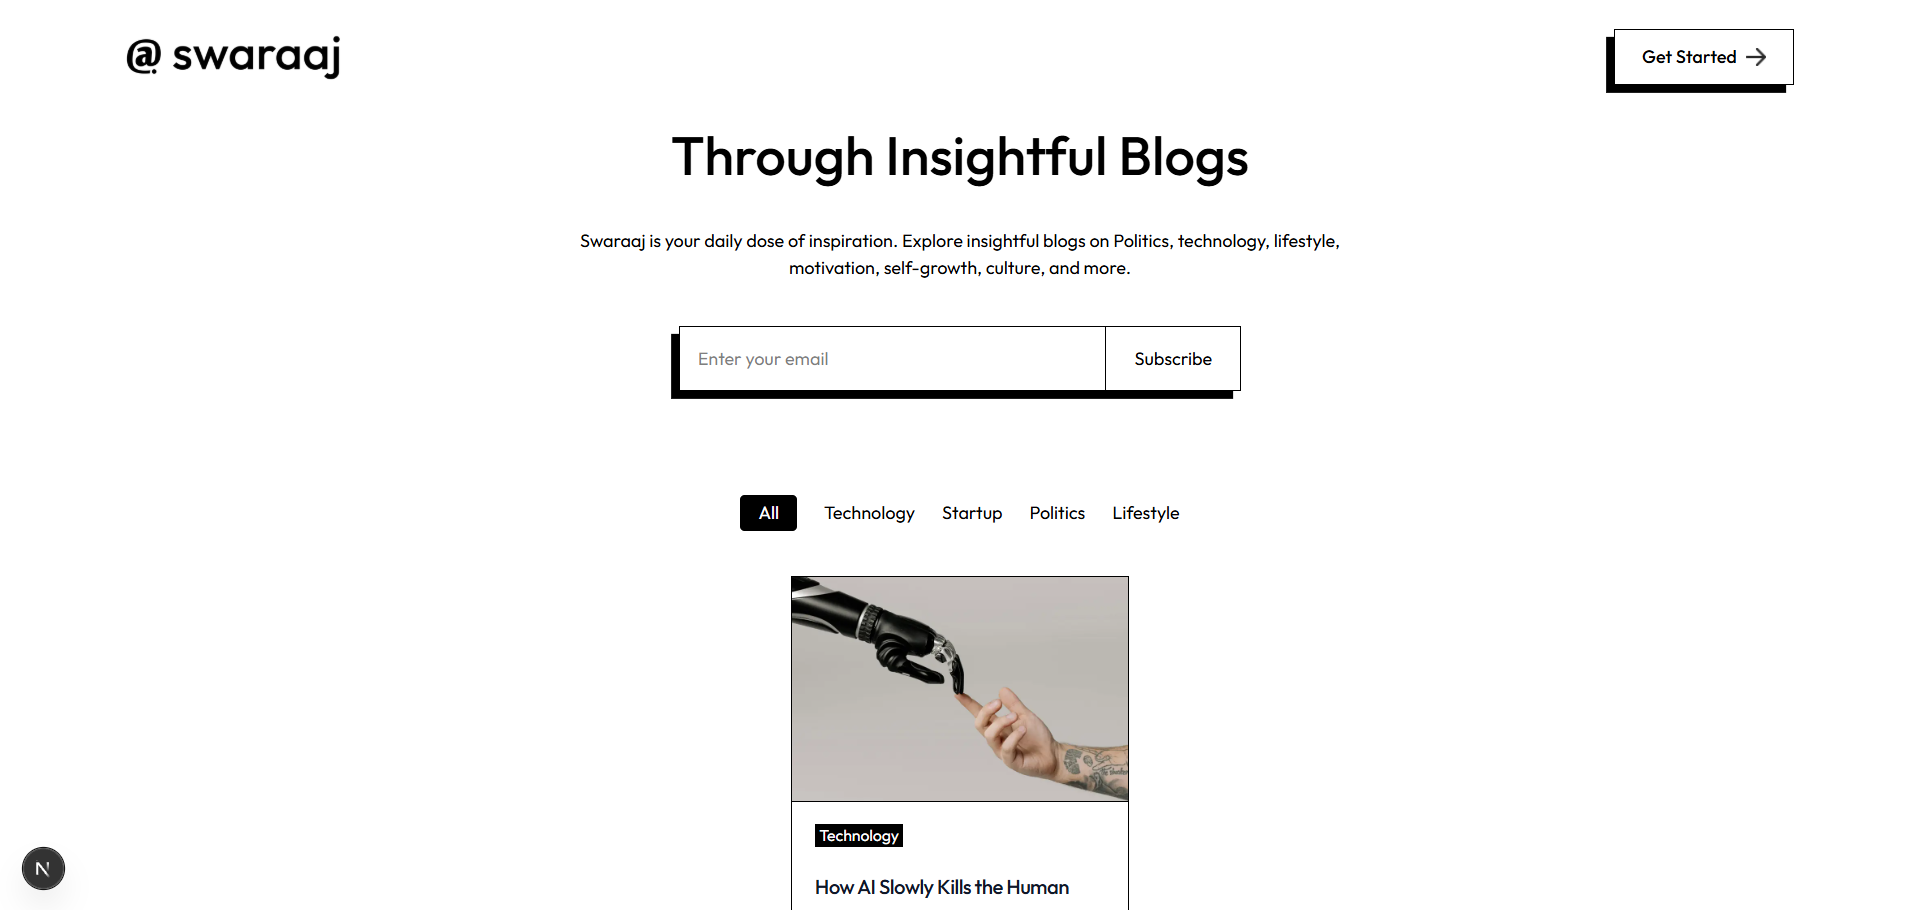 @ swaraaj
Get Started
Through Insightful Blogs
Swaraaj is your daily dose of inspiration. Explore insightful blogs on Politics, technology, lifestyle,
motivation, self-growth, culture, and more.
Enter your email
Subscribe
All Technology Startup Politics Lifestyle
Technology
How AI Slowly Kills the Human
N